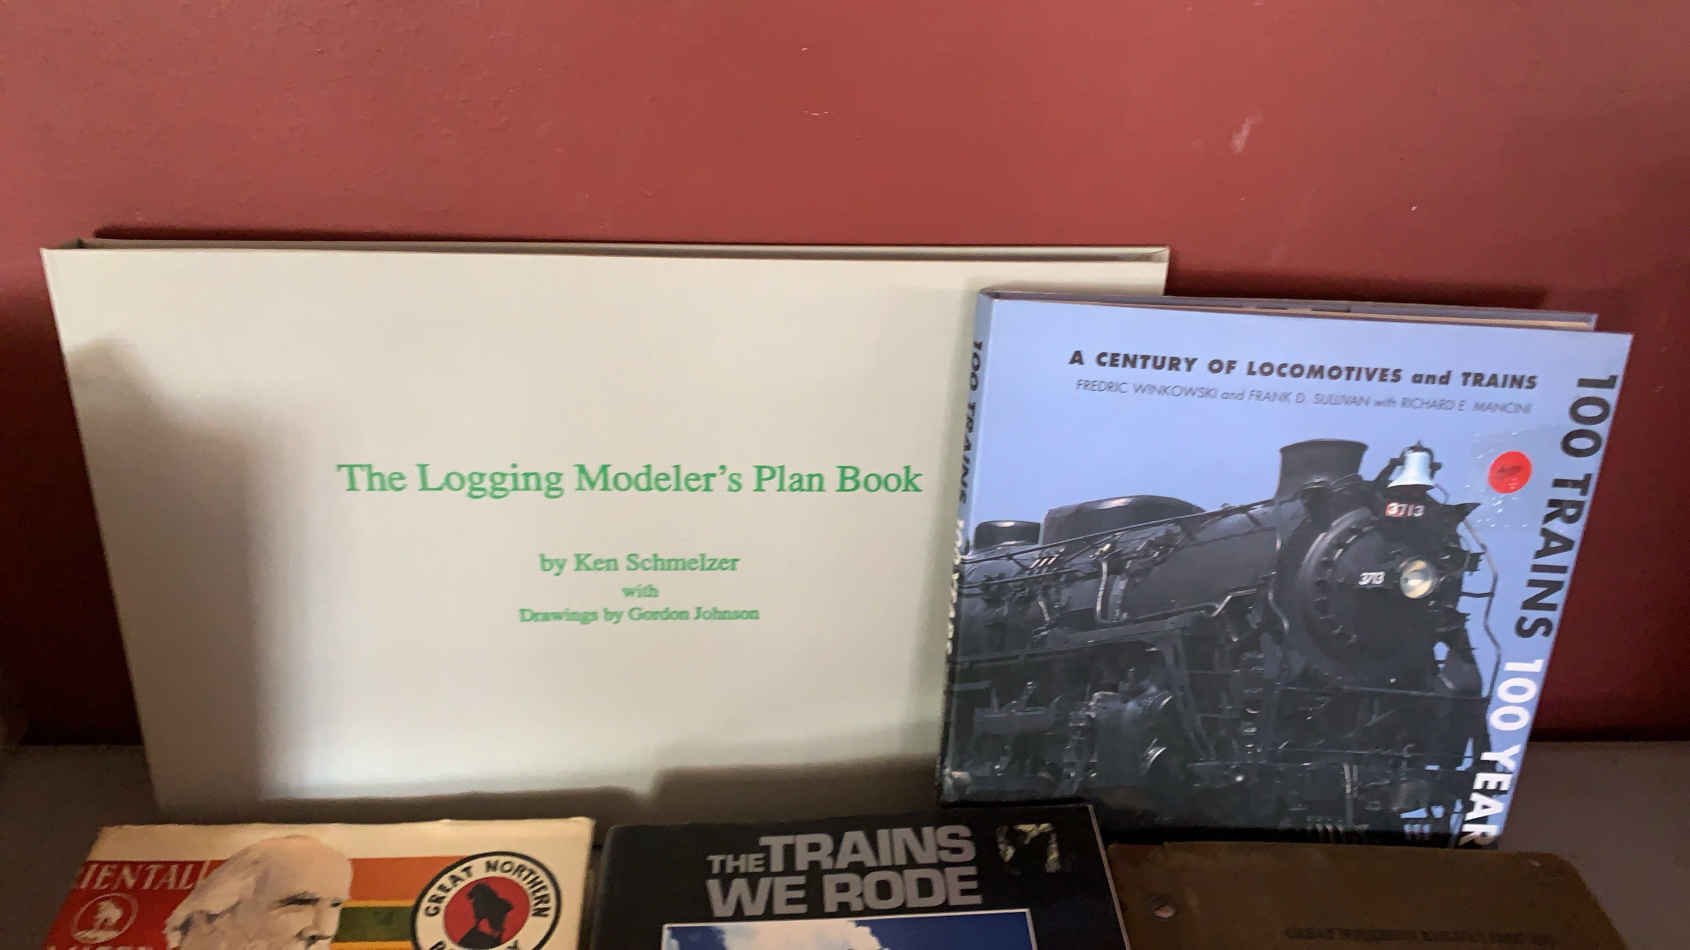 The Logging Modeler's Plan Book
by Ken Schmelzer
with
Drawings by Gordon Johnson
100 TRAINS
A CENTURY OF LOCOMOTIVES and TRAINS
FREDRIC WINKOWSKI and FRANK D. SULLIVAN with RICHARD E. MANCINI
100 TRAINS 100 YEAR
3713
3713
IENTAL
GREAT NORTHERN
THE TRAINS
WE RODE